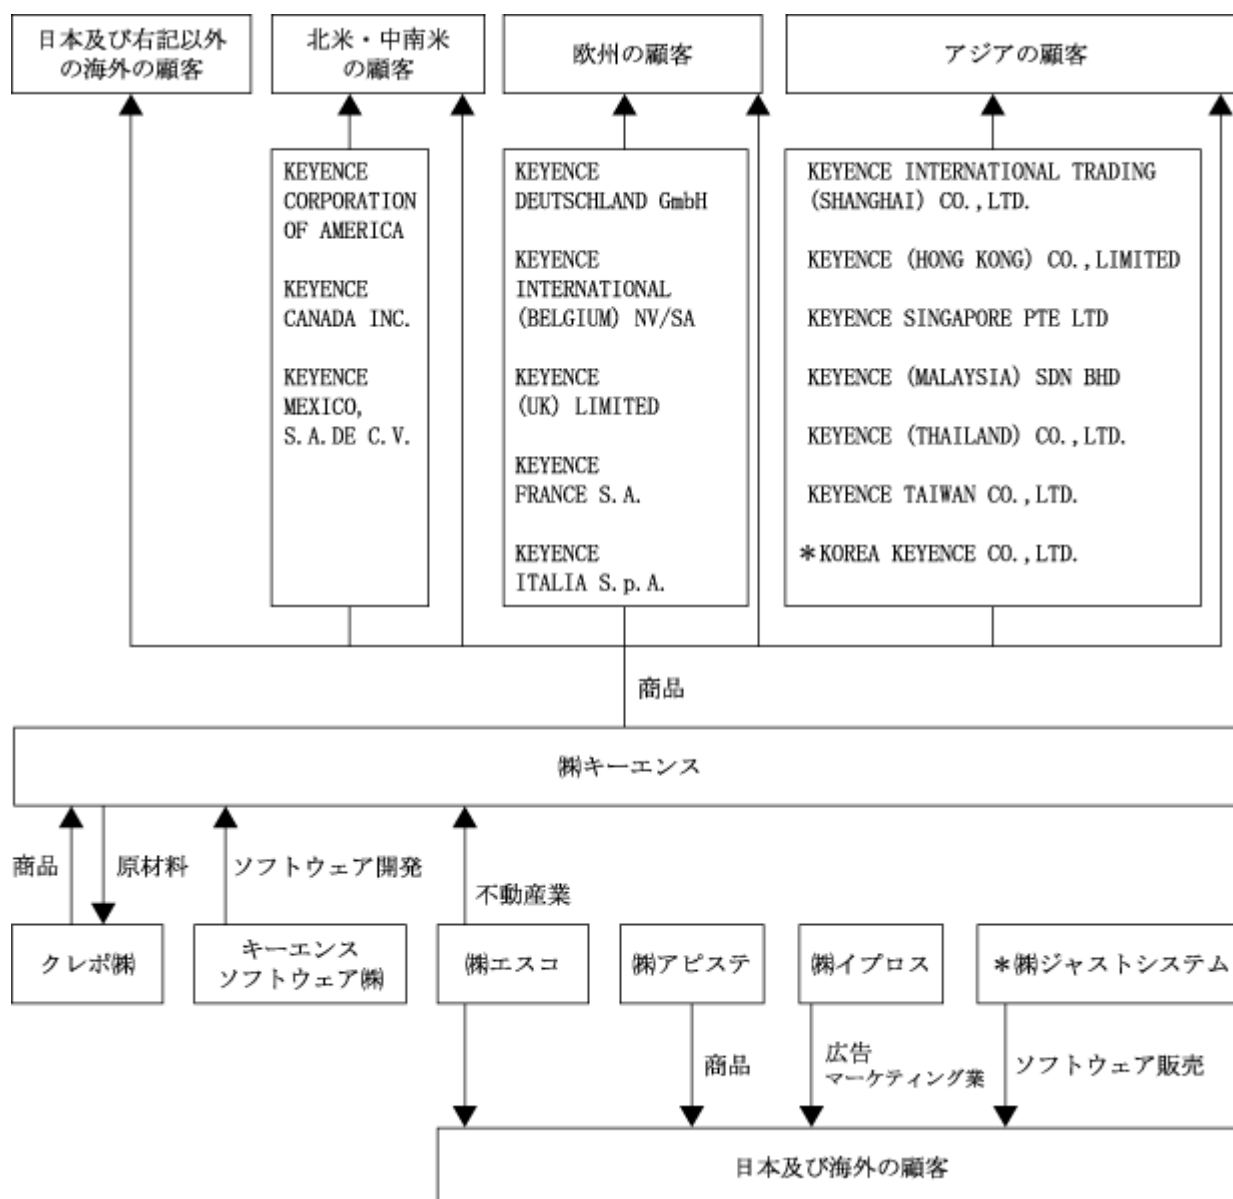 日本及び右記以外
の海外の顧客
北米・中南米
の顧客
欧州の顧客
アジアの顧客
KEYENCE
CORPORATION
OF AMERICA
KEYENCE
CANADA INC.
KEYENCE
MEXICO,
S.A.DE C.V.
KEYENCE
DEUTSCHLAND GmbH
KEYENCE
INTERNATIONAL
(BELGIUM) NV/SA
KEYENCE
(UK) LIMITED
KEYENCE
FRANCE S.A.
KEYENCE
ITALIA S.p.A.
KEYENCE INTERNATIONAL TRADING
(SHANGHAI) CO.,LTD.
KEYENCE (HONG KONG) CO.,LIMITED
KEYENCE SINGAPORE PTE LTD
KEYENCE (MALAYSIA) SDN BHD
KEYENCE (THAILAND) CO.,LTD.
KEYENCE TAIWAN CO.,LTD.
＊KOREA KEYENCE CO.,LTD.
商品
㈱キーエンス
商品
原材料
ソフトウェア開発
不動産業
クレポ㈱
キーエンス
ソフトウェア㈱
㈱エスコ
㈱アピステ
㈱イプロス
＊㈱ジャストシステム
商品
広告
マーケティング業
ソフトウェア販売
日本及び海外の顧客